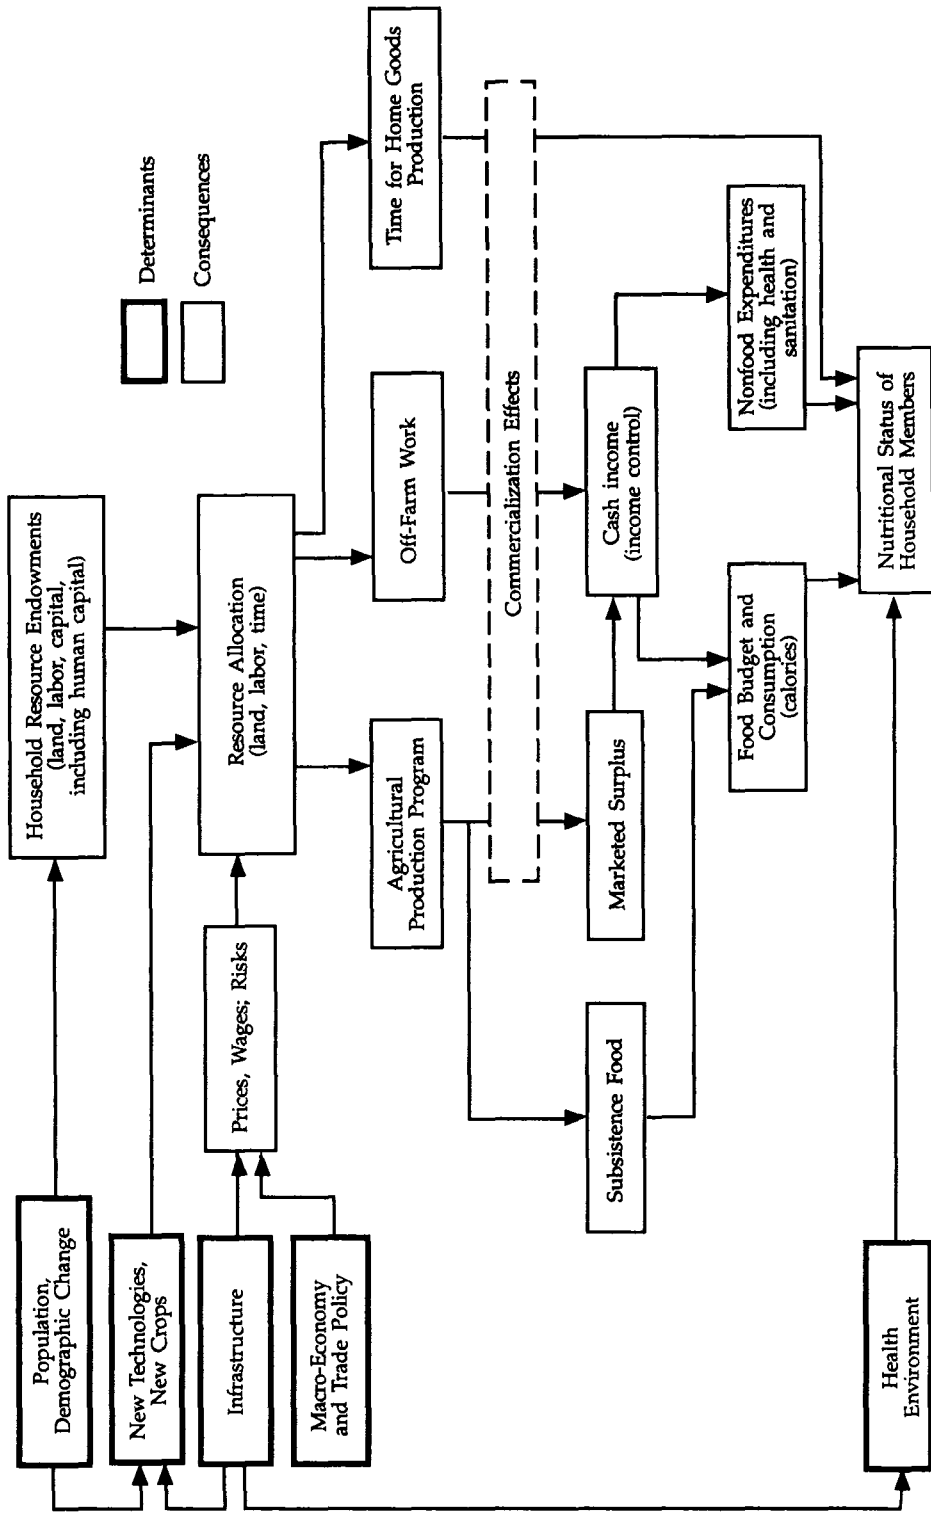 Population,
Demographic Change
New Technologies,
New Crops
Infrastructure
Macro-Economy
and Trade Policy
Health
Environment
Household Resource Endowments
(land, labor, capital,
including human capital)
Prices, Wages; Risks
Resource Allocation
(land, labor, time)
Determinants
Consequences
Agricultural
Production Program
Off-Farm Work
Time for Home Goods
Production
Commercialization Effects
Subsistence Food
Marketed Surplus
Cash income
(income control)
Food Budget and
Consumption
(calories)
Nonfood Expenditures
(including health and
sanitation)
Nutritional Status of
Household Members